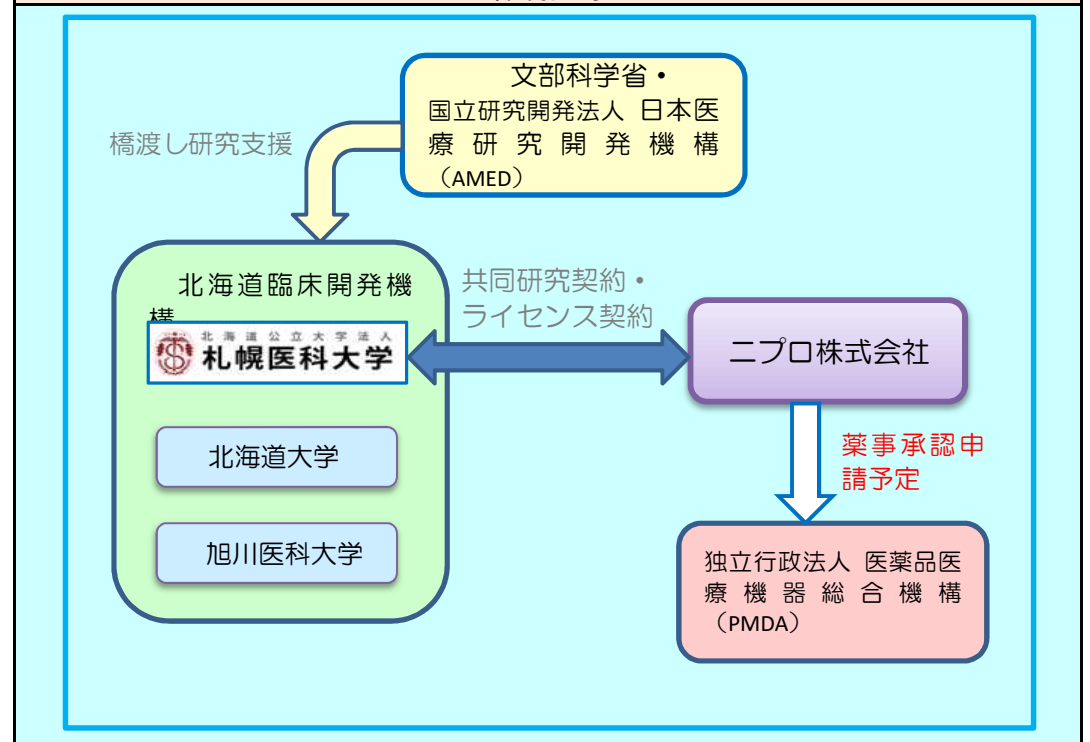 文部科学省・
国立研究開発法人 日本医
療研究開発機構
（AMED）
橋渡し研究支援
北海道臨床開発機
構
北海道公立大学法人
札幌医科大学
共同研究契約・
ライセンス契約
ニプロ株式会社
北海道大学
薬事承認申
請予定
旭川医科大学
独立行政法人 医薬品医
療機器総合機構
（PMDA）